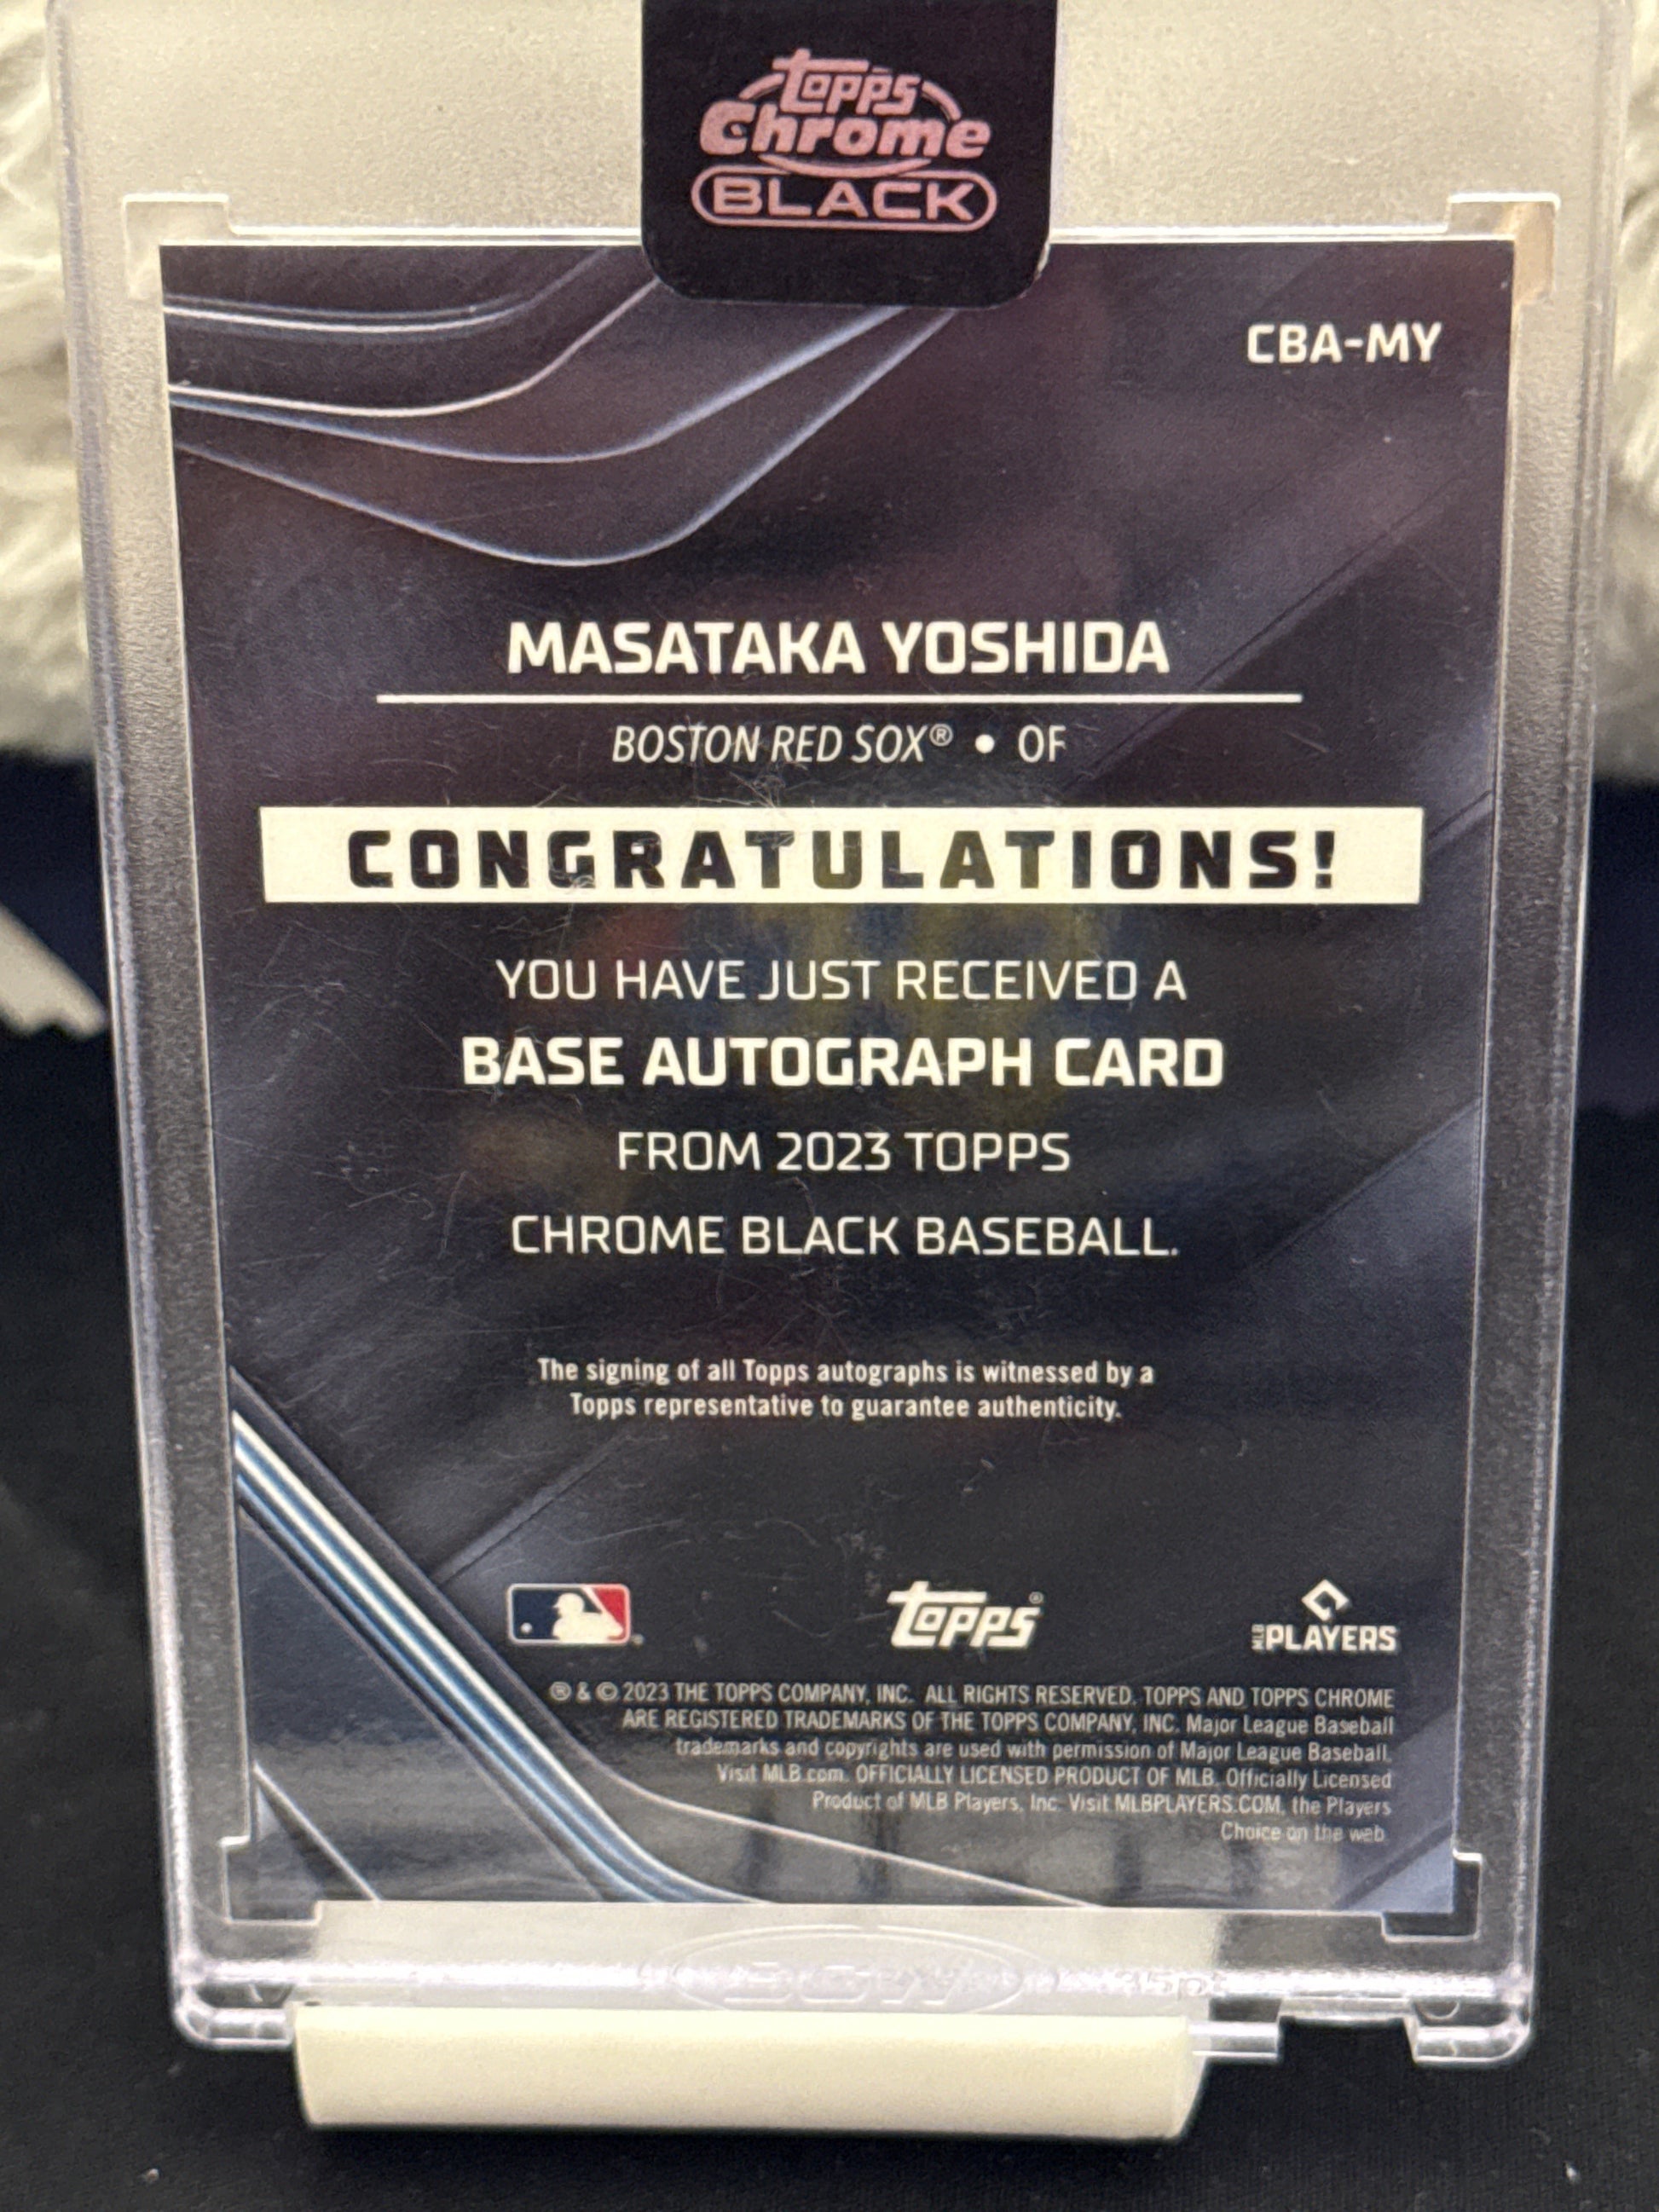 topps
Chrome
BLACK
CBA-MY
MASATAKA YOSHIDA
BOSTON RED SOX® • OF
CONGRATULATIONS!
YOU HAVE JUST RECEIVED A
BASE AUTOGRAPH CARD
FROM 2023 TOPPS
CHROME BLACK BASEBALL.
The signing of all Topps autographs is witnessed by a
Topps representative to guarantee authenticity.
topps®
MLB PLAYERS
® & © 2023 THE TOPPS COMPANY, INC. ALL RIGHTS RESERVED. TOPPS AND TOPPS CHROME
ARE REGISTERED TRADEMARKS OF THE TOPPS COMPANY, INC. Major League Baseball
trademarks and copyrights are used with permission of Major League Baseball.
Visit MLB.com. OFFICIALLY LICENSED PRODUCT OF MLB. Officially Licensed
Product of MLB Players, Inc. Visit MLBPLAYERS.COM, the Players
Choice on the web.
BCW
35pt